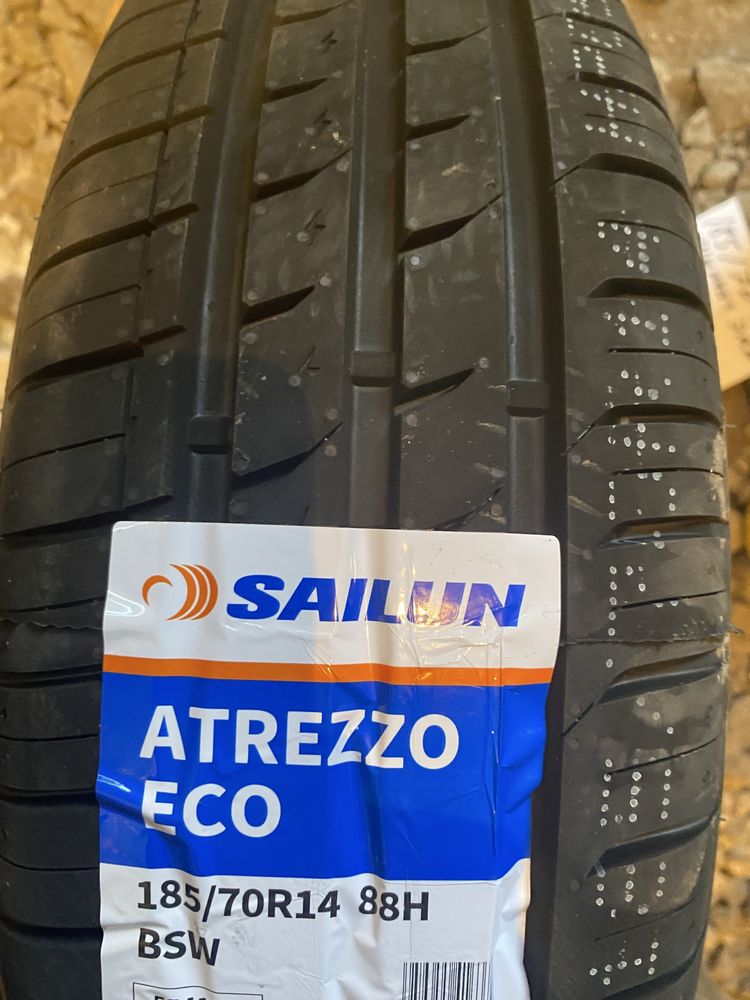 SAILUN
ATREZZO
ECO
185/70R14 88H
BSW